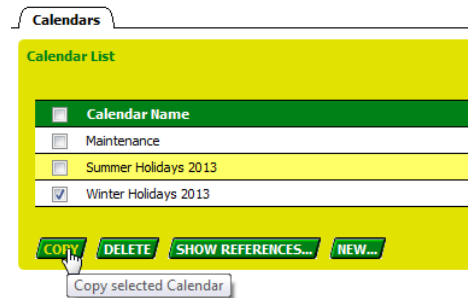 Calendars
Calendar List
Calendar Name
Maintenance
Summer Holidays 2013
Winter Holidays 2013
COPY DELETE SHOW REFERENCES... NEW...
Copy selected Calendar